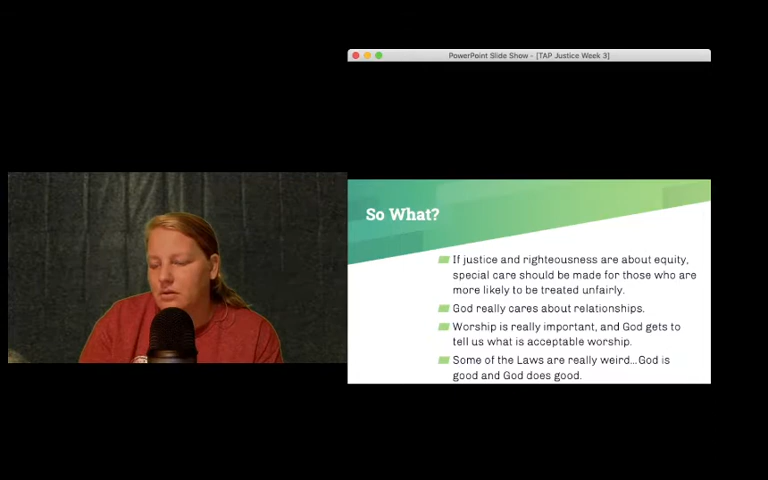 PowerPoint Slide Show - [TAP Justice Week 3]
So What?
If justice and righteousness are about equity,
special care should be made for those who are
more likely to be treated unfairly.
God really cares about relationships.
Worship is really important, and God gets to
tell us what is acceptable worship.
Some of the Laws are really weird...God is
good and God does good.